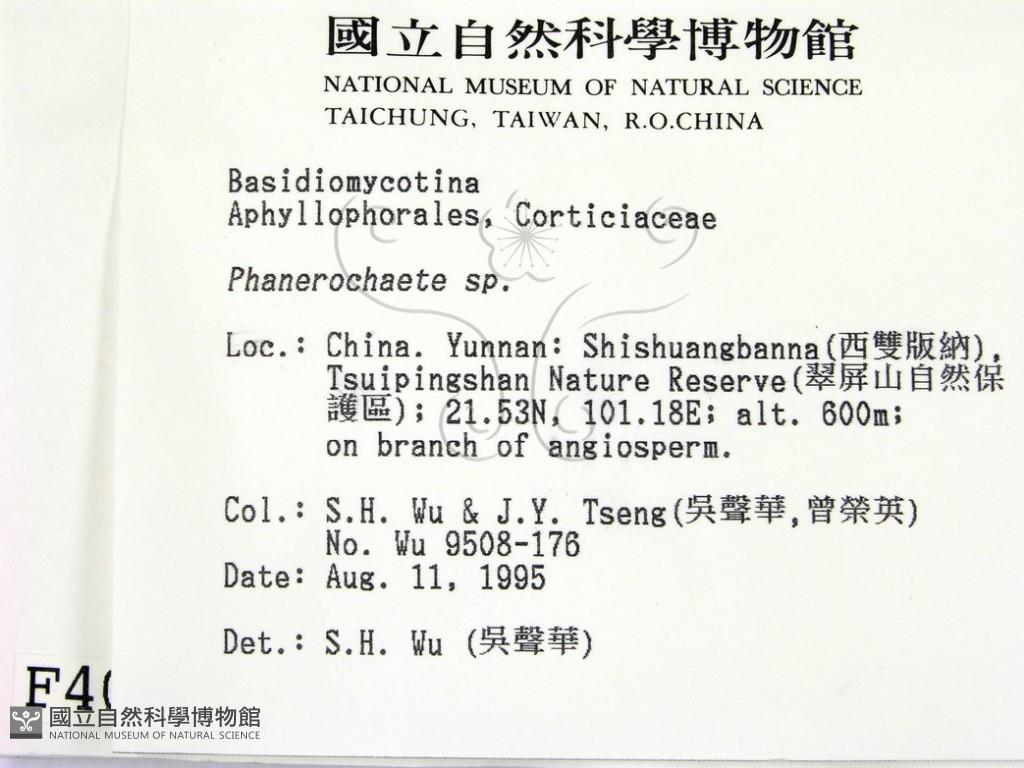 國立自然科學博物館
NATIONAL MUSEUM OF NATURAL SCIENCE
TAICHUNG, TAIWAN, R.O.CHINA
Basidiomycotina
Aphyllophorales, Corticiaceae
Phanerochaete sp.
Loc.: China. Yunnan: Shishuangbanna(西雙版納),
Tsuipingshan Nature Reserve(翠屏山自然保
護區); 21.53N, 101.18E; alt. 600m;
on branch of angiosperm.
Col.: S.H. Wu & J.Y. Tseng(吳聲華,曾榮英)
No. Wu 9508-176
Date: Aug. 11, 1995
Det.: S.H. Wu (吳聲華)
國立自然科學博物館
NATIONAL MUSEUM OF NATURAL SCIENCE